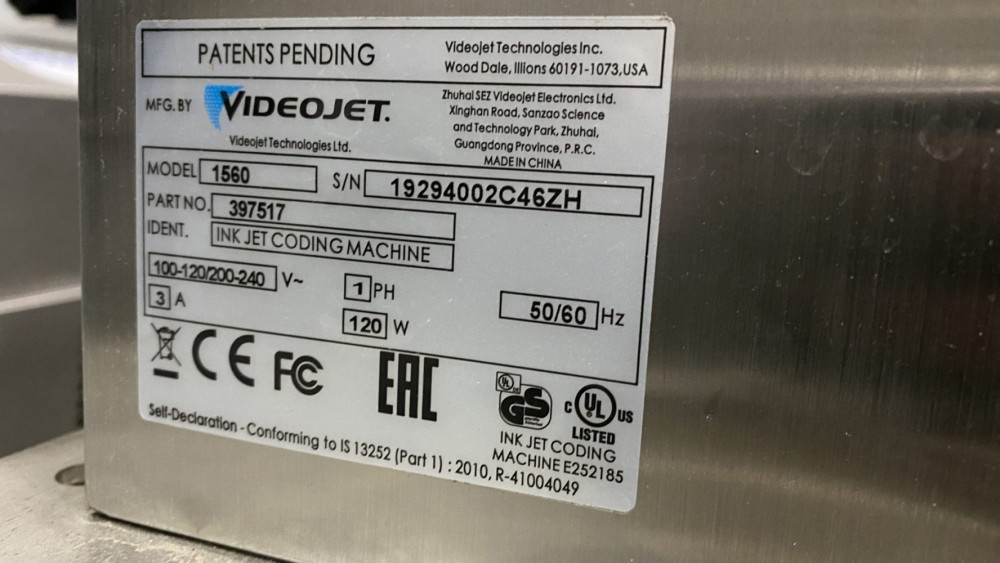 PATENTS PENDING
Videojet Technologies Inc.
Wood Dale, Illions 60191-1073,USA
MFG. BY
VIDEOJET.
Videojet Technologies Ltd.
Zhuhai SEZ Videojet Electronics Ltd.
Xinghan Road, Sanzao Science
and Technology Park, Zhuhai,
Guangdong Province, P.R.C.
MADE IN CHINA
MODEL 1560 S/N 19294002C46ZH
PART NO. 397517
IDENT. INK JET CODING MACHINE
100-120/200-240 V~ 1 PH 50/60 Hz
3 A 120 W
CE FC EAC
UL GS
C UL US
LISTED
INK JET CODING
MACHINE E252185
Self-Declaration - Conforming to IS 13252 (Part 1) : 2010, R-41004049